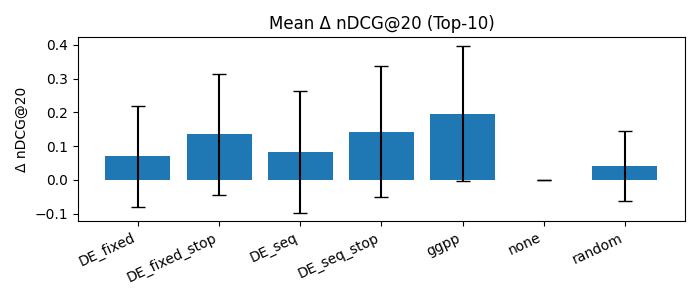 Mean Δ nDCG@20 (Top-10)
Δ nDCG@20
0.4
0.3
0.2
0.1
0.0
−0.1
DE_fixed
DE_fixed_stop
DE_seq
DE_seq_stop
ggpp
none
random